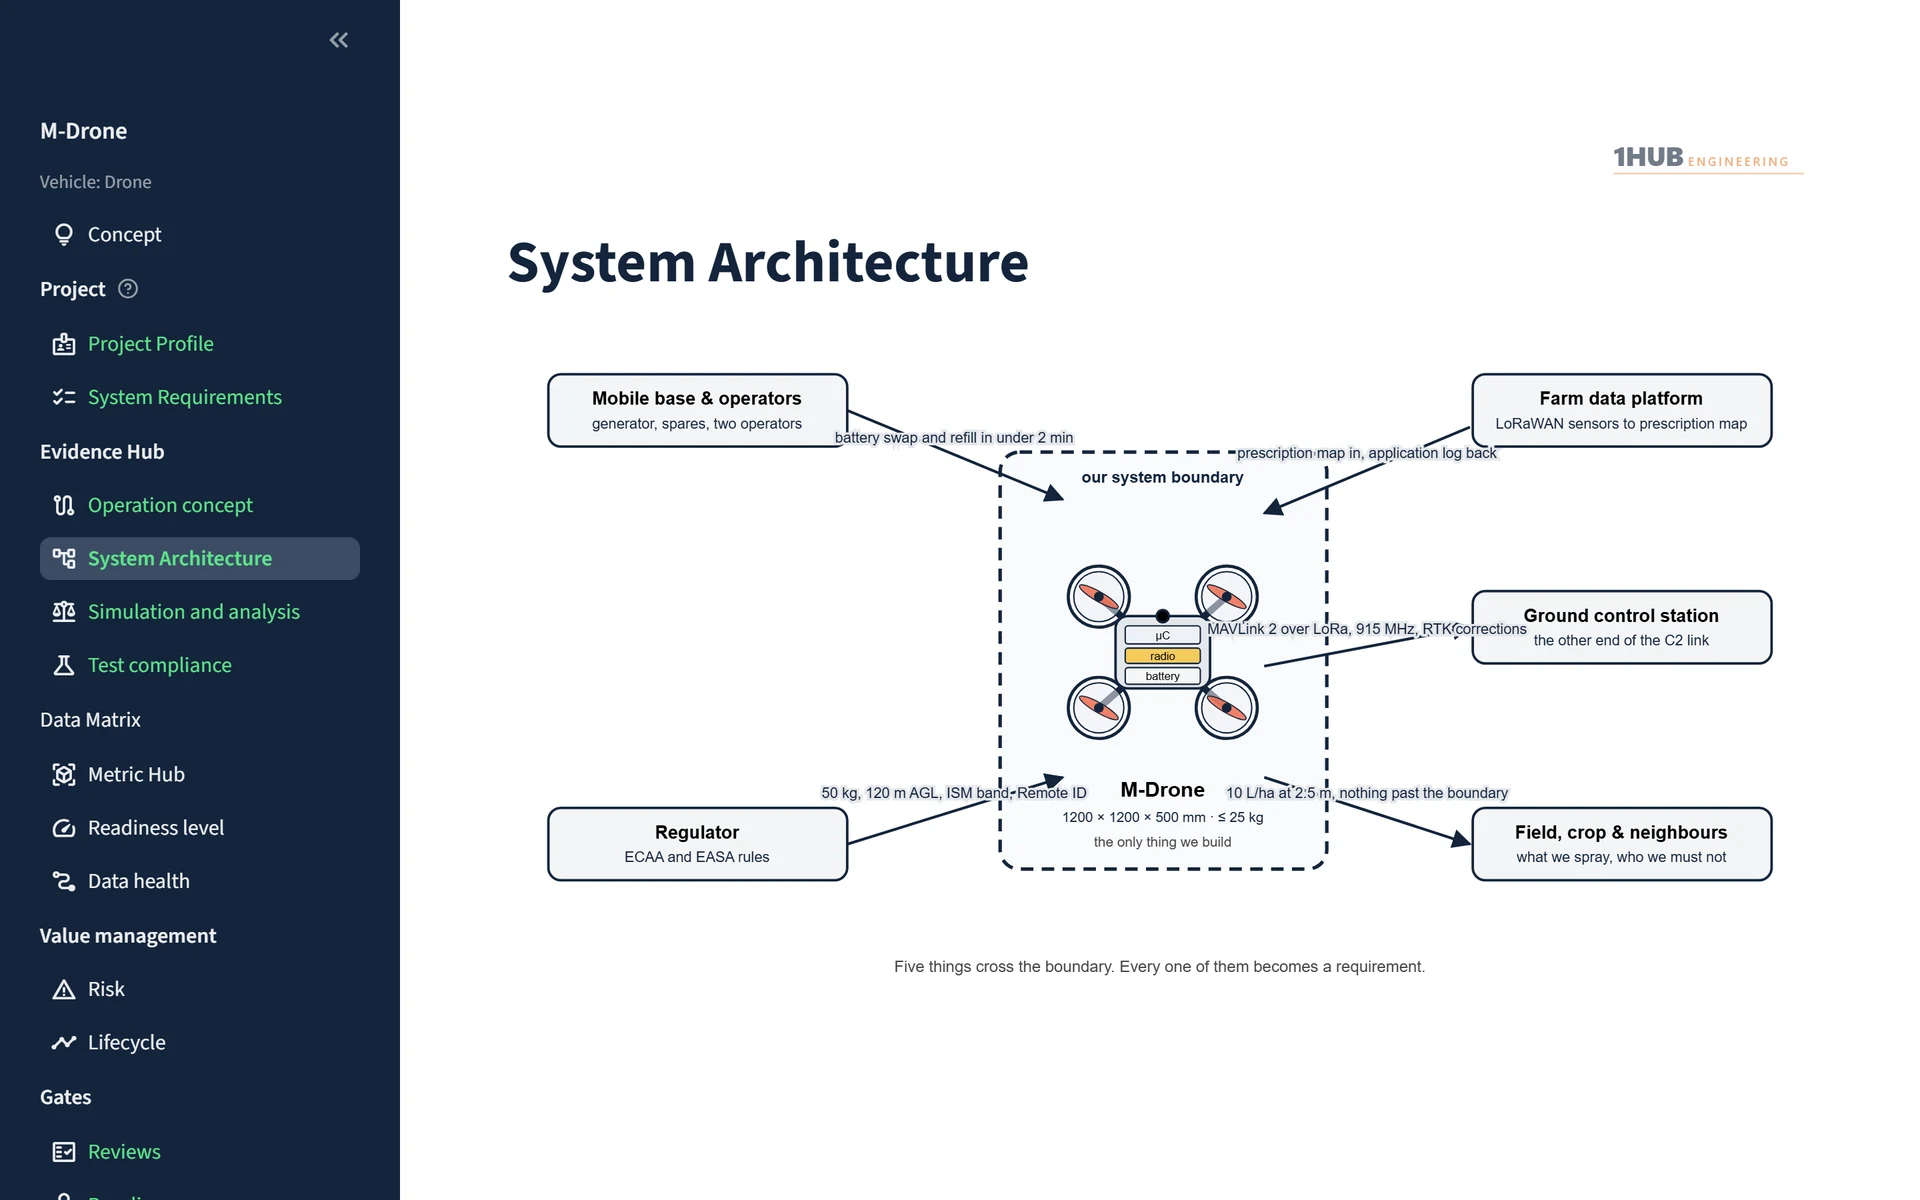 M-Drone
Vehicle: Drone
Concept
Project
Project Profile
System Requirements
Evidence Hub
Operation concept
System Architecture
Simulation and analysis
Test compliance
Data Matrix
Metric Hub
Readiness level
Data health
Value management
Risk
Lifecycle
Gates
Reviews
1HUB ENGINEERING
System Architecture
Mobile base & operators
generator, spares, two operators
Farm data platform
LoRaWAN sensors to prescription map
battery swap and refill in under 2 min
prescription map in, application log back
our system boundary
Ground control station
the other end of the C2 link
MAVLink 2 over LoRa, 915 MHz, RTK corrections
µC
radio
battery
50 kg, 120 m AGL, ISM band, Remote ID
M-Drone
10 L/ha at 2.5 m, nothing past the boundary
1200 × 1200 × 500 mm · ≤ 25 kg
the only thing we build
Regulator
ECAA and EASA rules
Field, crop & neighbours
what we spray, who we must not
Five things cross the boundary. Every one of them becomes a requirement.